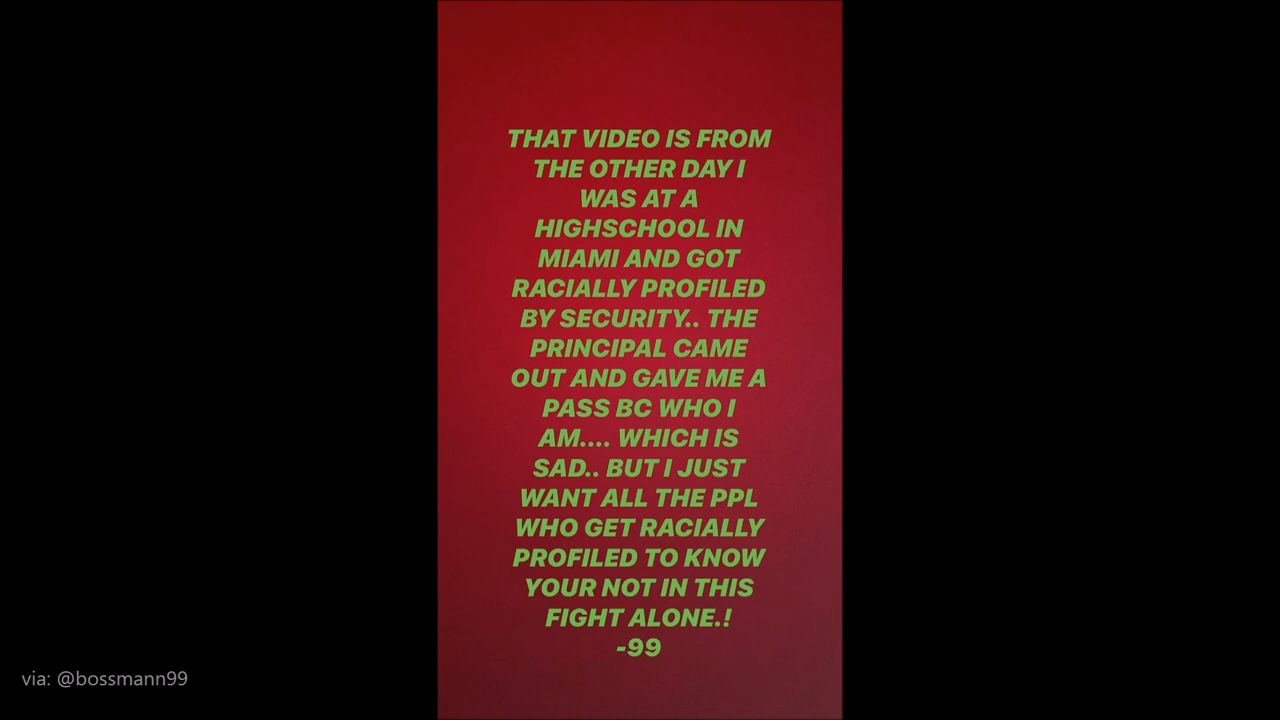 THAT VIDEO IS FROM
THE OTHER DAY I
WAS AT A
HIGHSCHOOL IN
MIAMI AND GOT
RACIALLY PROFILED
BY SECURITY.. THE
PRINCIPAL CAME
OUT AND GAVE ME A
PASS BC WHO I
AM.... WHICH IS
SAD.. BUT I JUST
WANT ALL THE PPL
WHO GET RACIALLY
PROFILED TO KNOW
YOUR NOT IN THIS
FIGHT ALONE.!
-99
via: @bossmann99